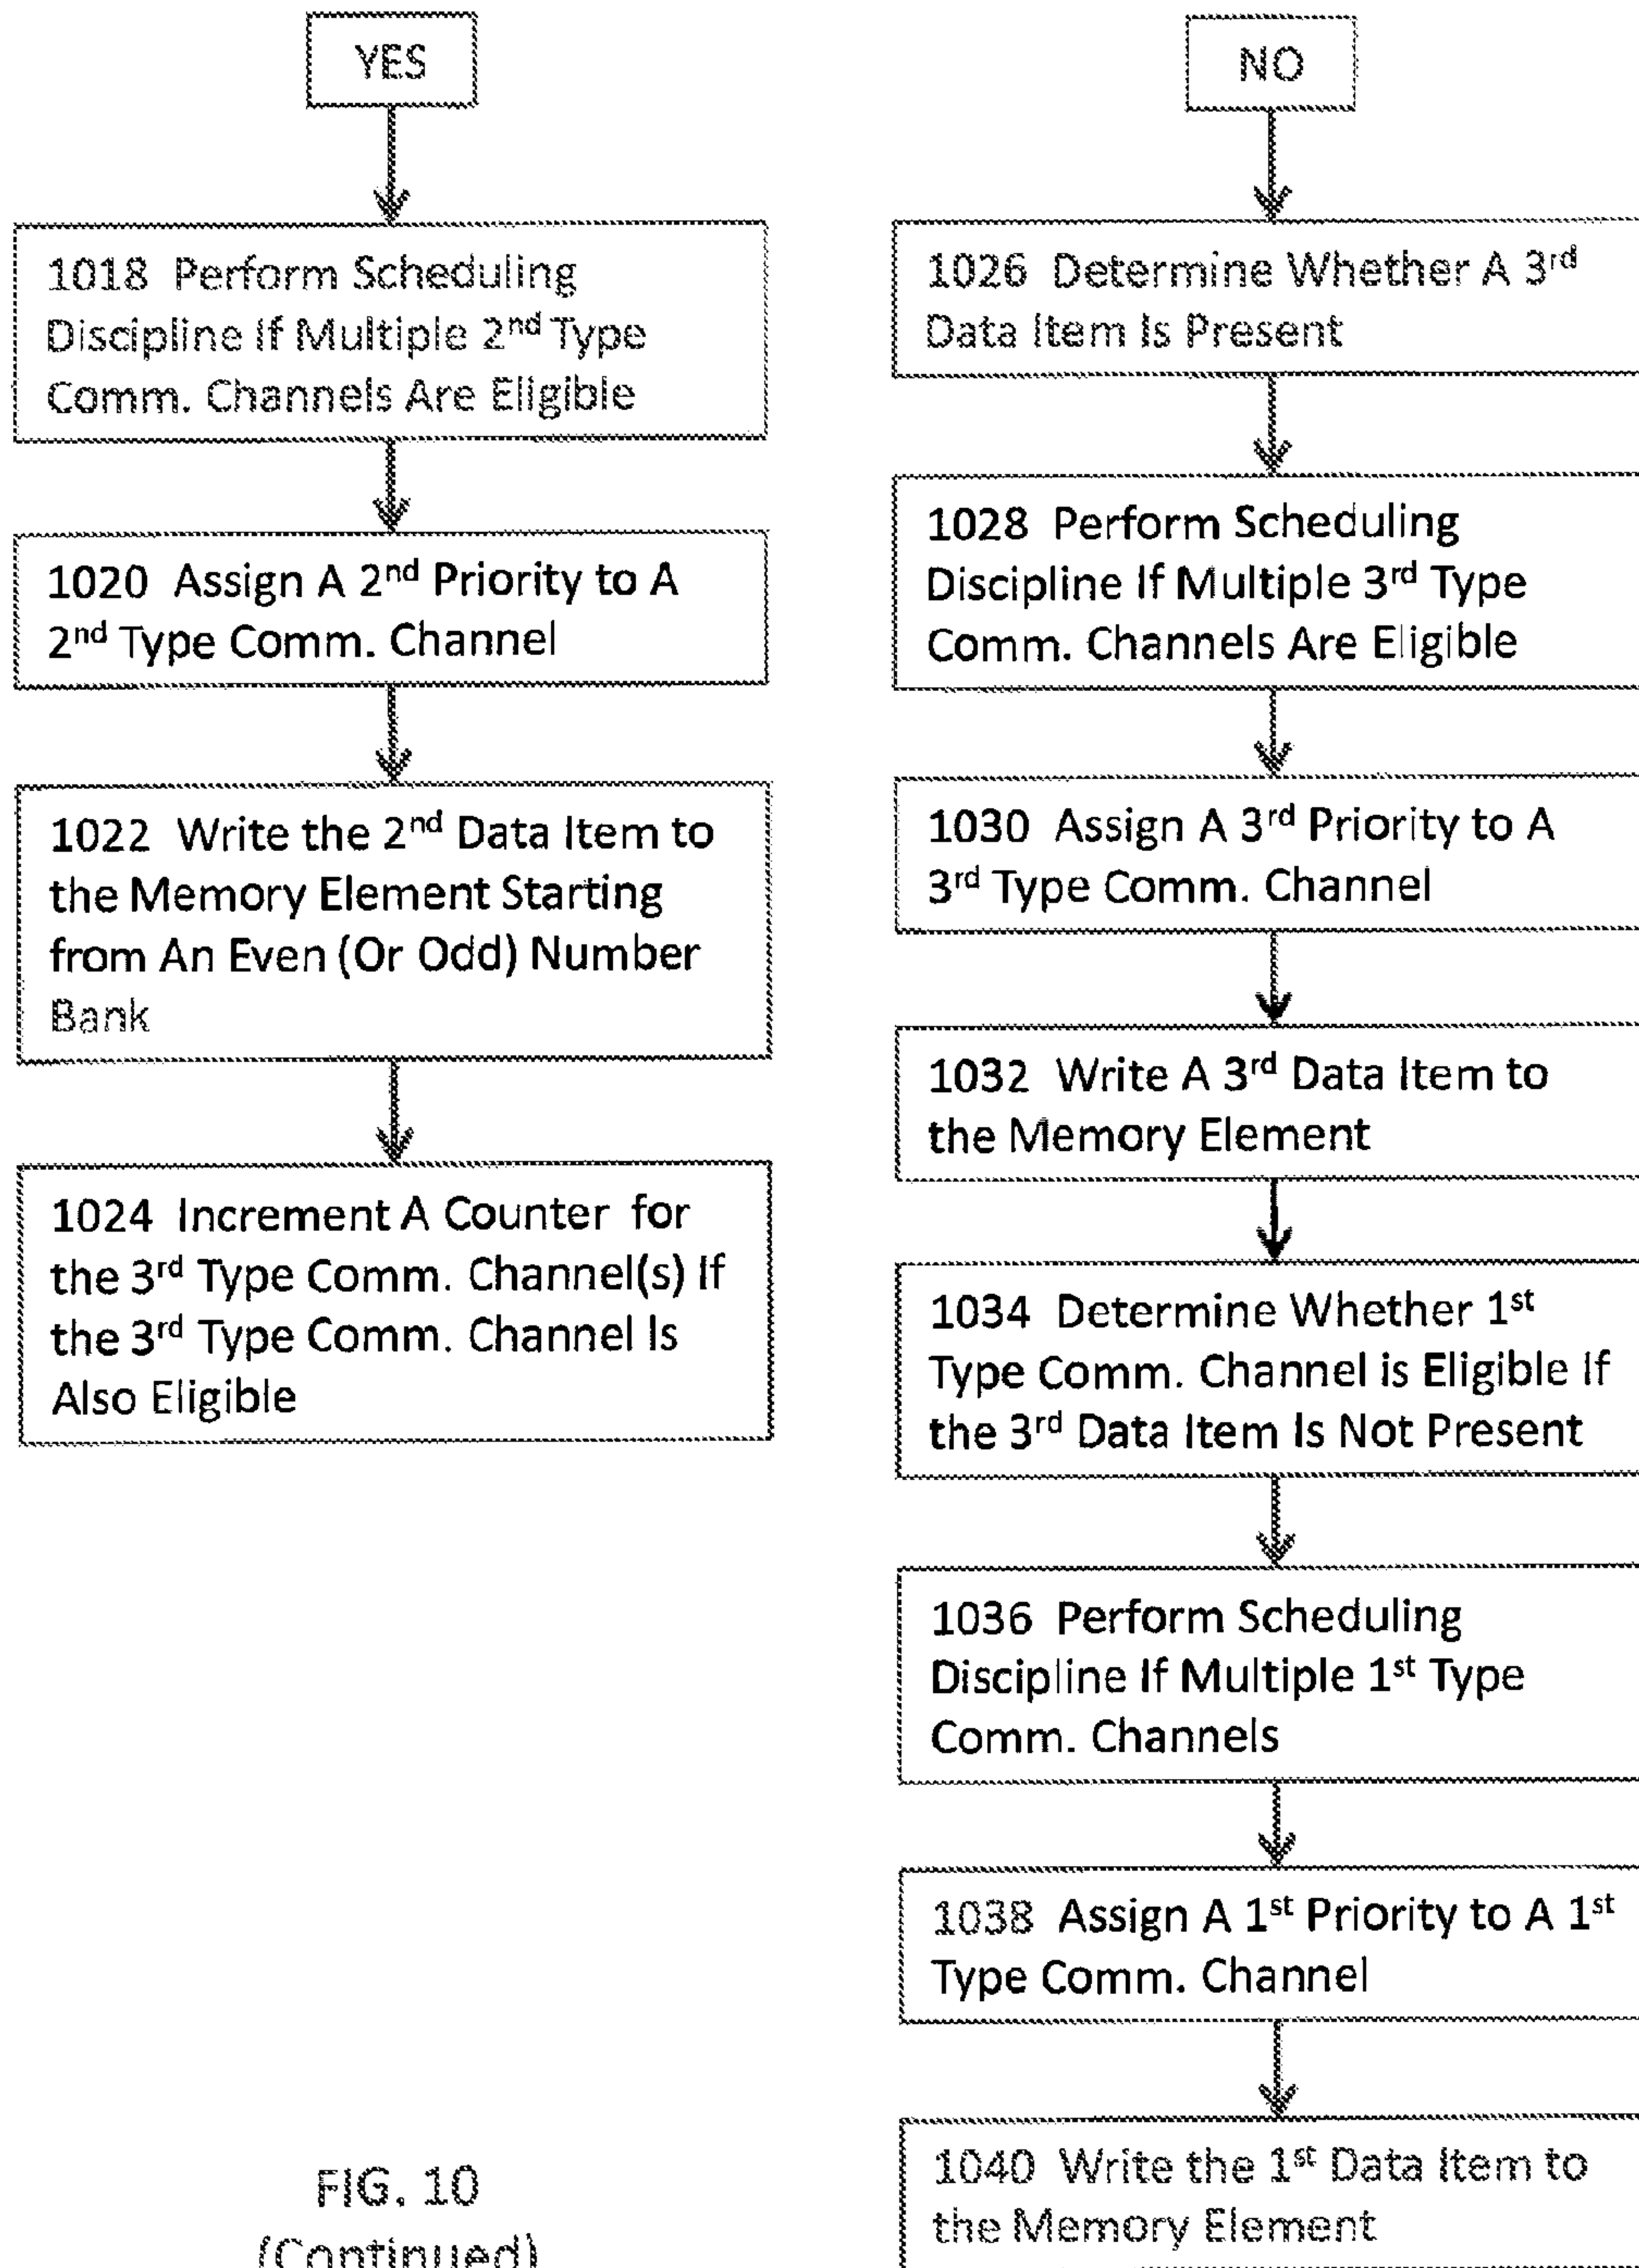 YES
1018 Perform Scheduling
Discipline If Multiple 2nd Type
Comm. Channels Are Eligible
1020 Assign A 2nd Priority to A
2nd Type Comm. Channel
1022 Write the 2nd Data Item to
the Memory Element Starting
from An Even (Or Odd) Number
Bank
1024 Increment A Counter for
the 3rd Type Comm. Channel(s) If
the 3rd Type Comm. Channel Is
Also Eligible
NO
1026 Determine Whether A 3rd
Data Item Is Present
1028 Perform Scheduling
Discipline If Multiple 3rd Type
Comm. Channels Are Eligible
1030 Assign A 3rd Priority to A
3rd Type Comm. Channel
1032 Write A 3rd Data Item to
the Memory Element
1034 Determine Whether 1st
Type Comm. Channel is Eligible If
the 3rd Data Item Is Not Present
1036 Perform Scheduling
Discipline If Multiple 1st Type
Comm. Channels
1038 Assign A 1st Priority to A 1st
Type Comm. Channel
1040 Write the 1st Data Item to
the Memory Element
FIG. 10
(Continued)